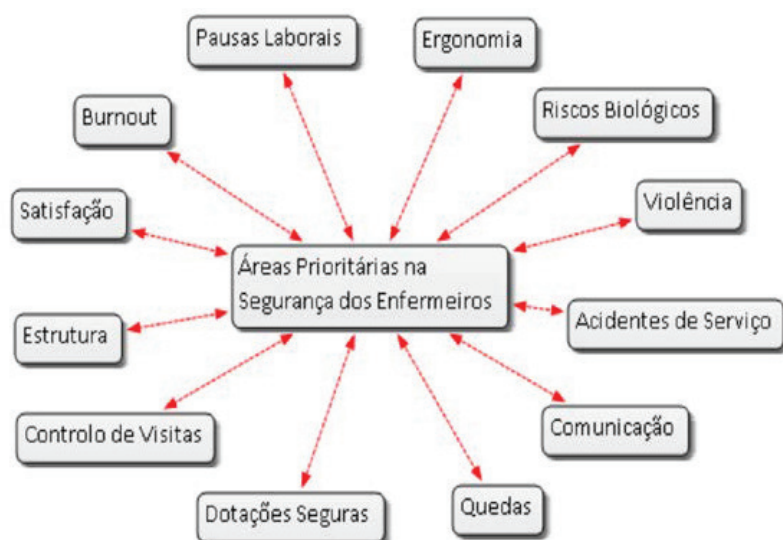 Pausas Laborais
Ergonomia
Burnout
Riscos Biológicos
Satisfação
Violência
Áreas Prioritárias na
Segurança dos Enfermeiros
Estrutura
Acidentes de Serviço
Controlo de Visitas
Comunicação
Dotações Seguras
Quedas